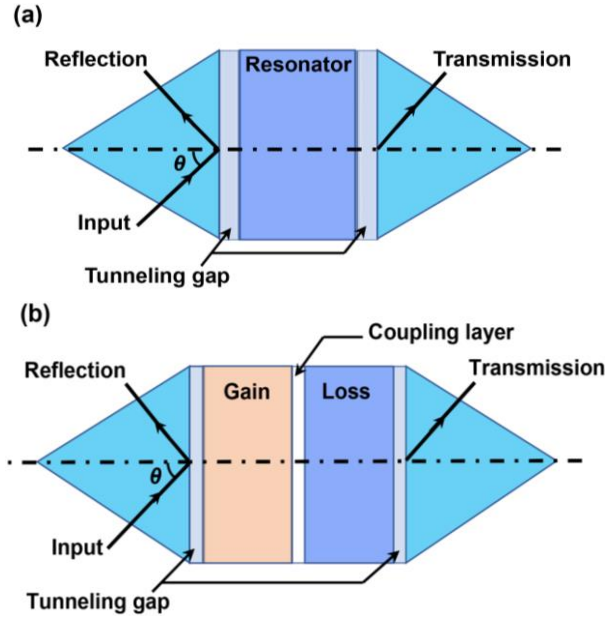 (a)
Reflection
Resonator
Transmission
θ
Input
Tunneling gap
(b)
Coupling layer
Reflection
Transmission
Gain
Loss
θ
Input
Tunneling gap